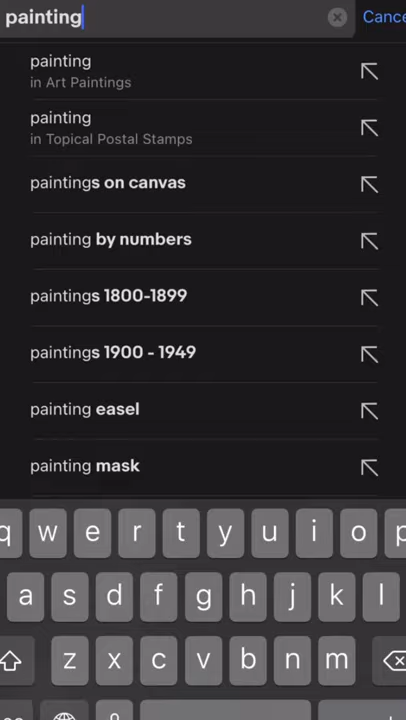 painting
Cance
painting
in Art Paintings
painting
in Topical Postal Stamps
paintings on canvas
painting by numbers
paintings 1800-1899
paintings 1900 - 1949
painting easel
painting mask
q w e r t y u i o p
a s d f g h j k l
z x c v b n m